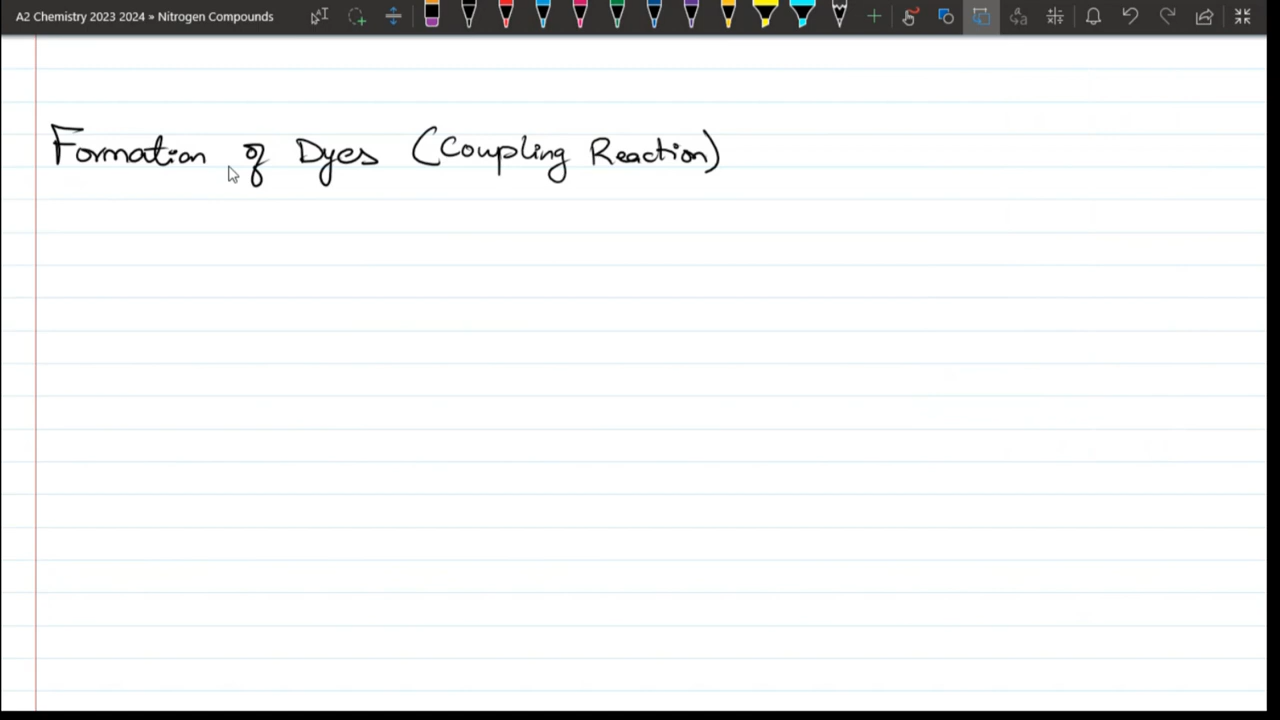 A2 Chemistry 2023 2024 » Nitrogen Compounds
Formation of Dyes (Coupling Reaction)